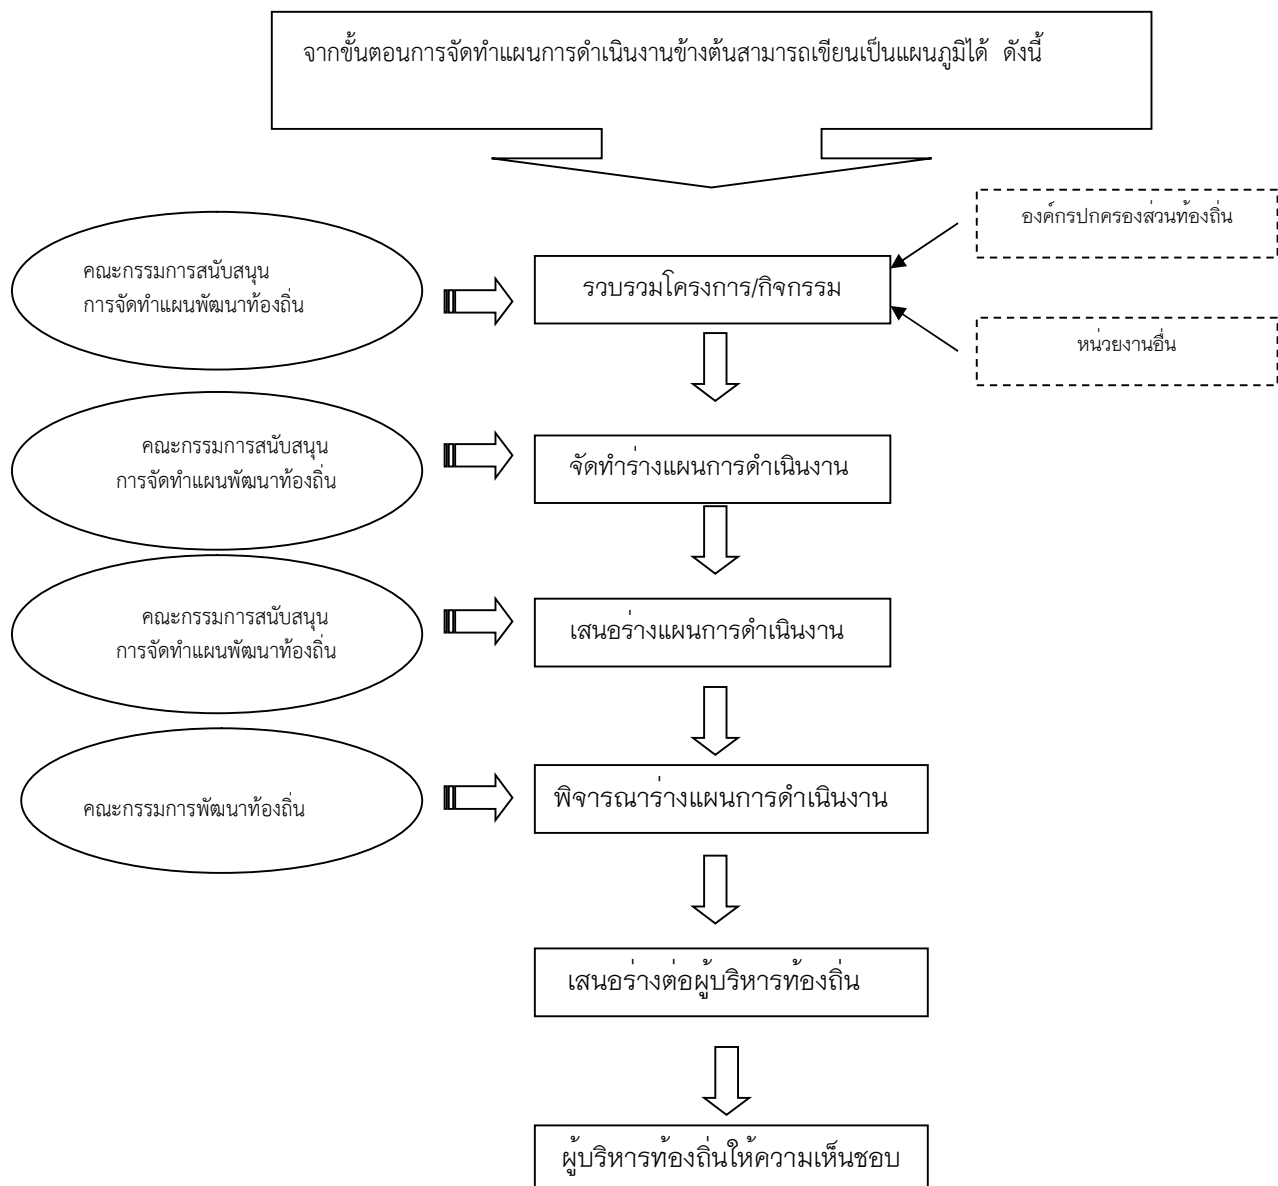 จากขั้นตอนการจัดทำแผนการดำเนินงานข้างต้นสามารถเขียนเป็นแผนภูมิได้ ดังนี้
องค์กรปกครองส่วนท้องถิ่น
คณะกรรมการสนับสนุน
การจัดทำแผนพัฒนาท้องถิ่น
รวบรวมโครงการ/กิจกรรม
หน่วยงานอื่น
คณะกรรมการสนับสนุน
การจัดทำแผนพัฒนาท้องถิ่น
จัดทำร่างแผนการดำเนินงาน
คณะกรรมการสนับสนุน
การจัดทำแผนพัฒนาท้องถิ่น
เสนอร่างแผนการดำเนินงาน
คณะกรรมการพัฒนาท้องถิ่น
พิจารณาร่างแผนการดำเนินงาน
เสนอร่างต่อผู้บริหารท้องถิ่น
ผู้บริหารท้องถิ่นให้ความเห็นชอบ